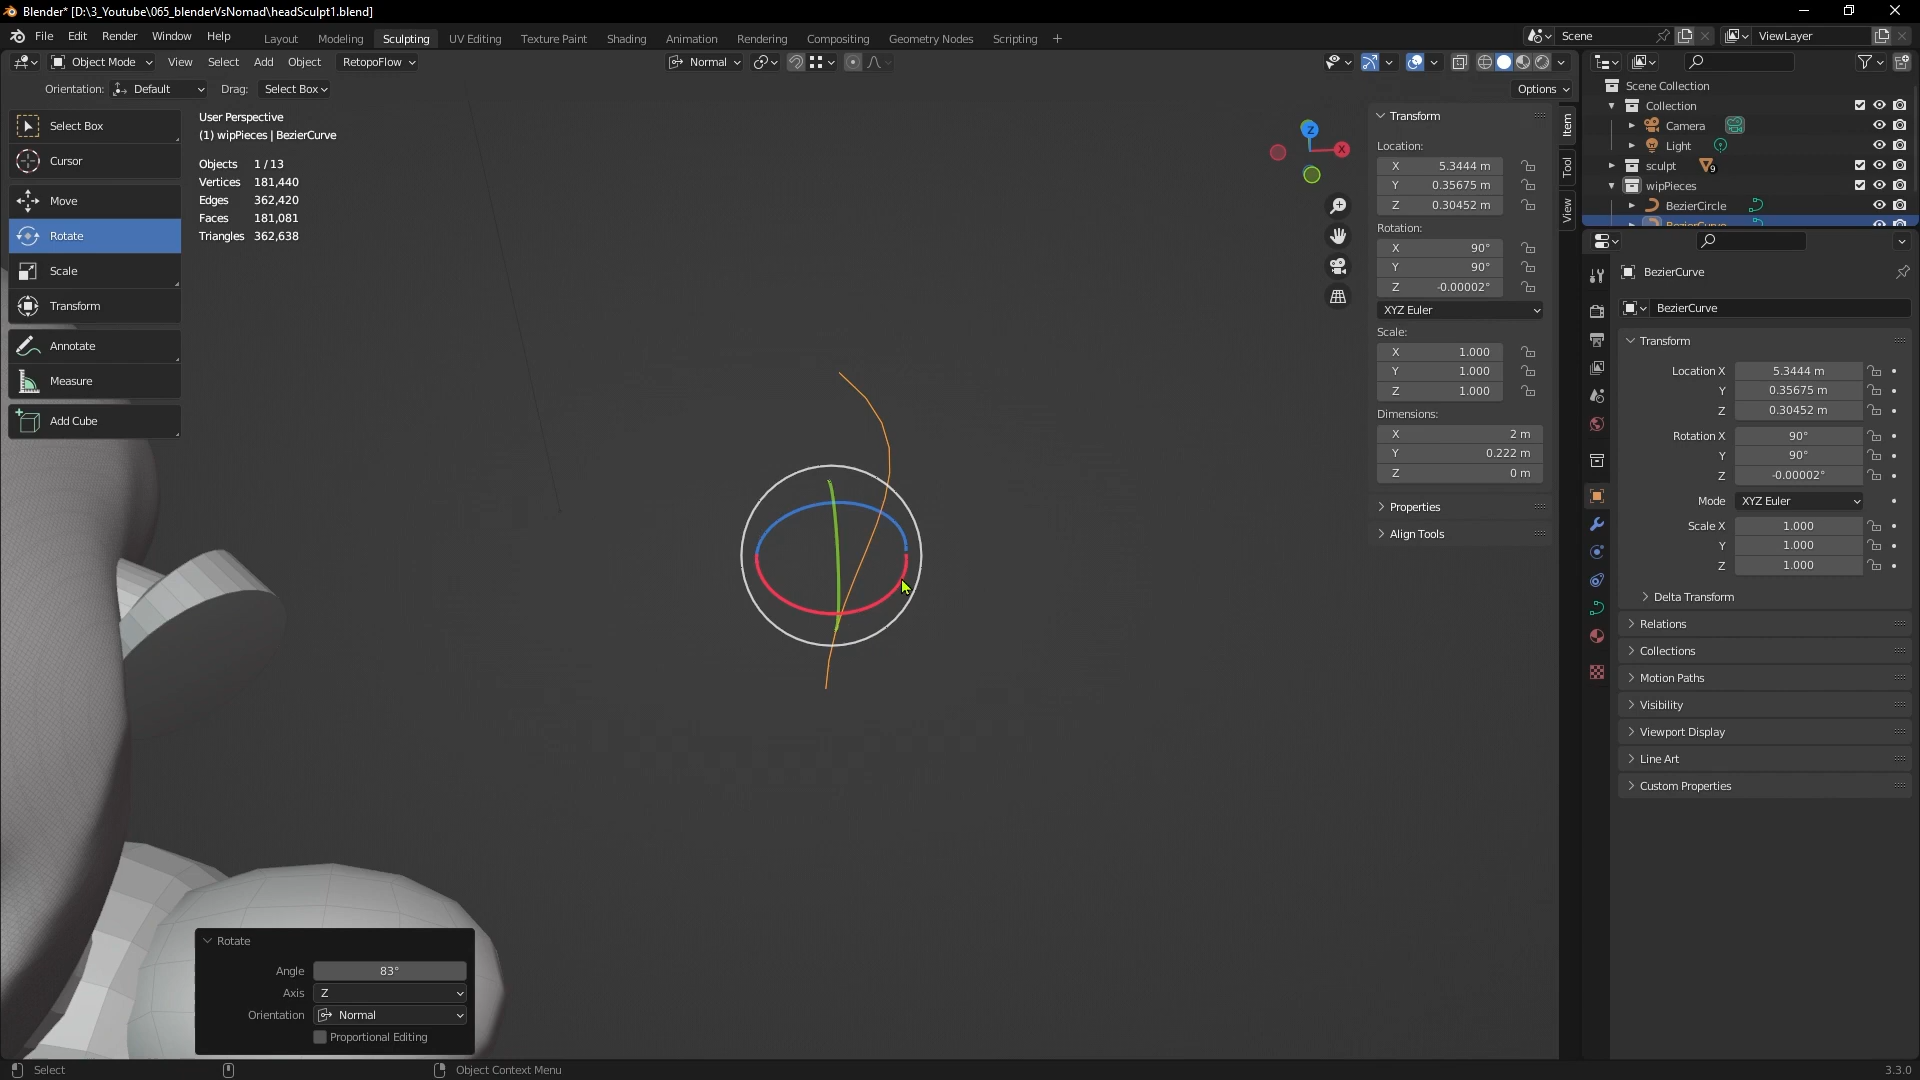 Blender* [D:\3_Youtube\065_blenderVsNomad\headSculpt1.blend]
File Edit Render Window Help Layout Modeling Sculpting UV Editing Texture Paint Shading Animation Rendering Compositing Geometry Nodes Scripting + Scene ViewLayer
Object Mode View Select Add Object RetopoFlow Normal
Orientation: Default Drag: Select Box Options
Select Box
Cursor
Move
Rotate
Scale
Transform
Annotate
Measure
Add Cube
User Perspective
(1) wipPieces | BezierCurve
Objects 1 / 13
Vertices 181,440
Edges 362,420
Faces 181,081
Triangles 362,638
Z
X
Transform
Location:
X 5.3444 m
Y 0.35675 m
Z 0.30452 m
Rotation:
X 90°
Y 90°
Z -0.00002°
XYZ Euler
Scale:
X 1.000
Y 1.000
Z 1.000
Dimensions:
X 2 m
Y 0.222 m
Z 0 m
Properties
Align Tools
Item
Tool
View
Scene Collection
Collection
Camera
Light
sculpt 9
wipPieces
BezierCircle
BezierCurve
BezierCurve
BezierCurve
Transform
Location X 5.3444 m
Y 0.35675 m
Z 0.30452 m
Rotation X 90°
Y 90°
Z -0.00002°
Mode XYZ Euler
Scale X 1.000
Y 1.000
Z 1.000
Delta Transform
Relations
Collections
Motion Paths
Visibility
Viewport Display
Line Art
Custom Properties
Rotate
Angle 83°
Axis Z
Orientation Normal
Proportional Editing
Select Object Context Menu 3.3.0